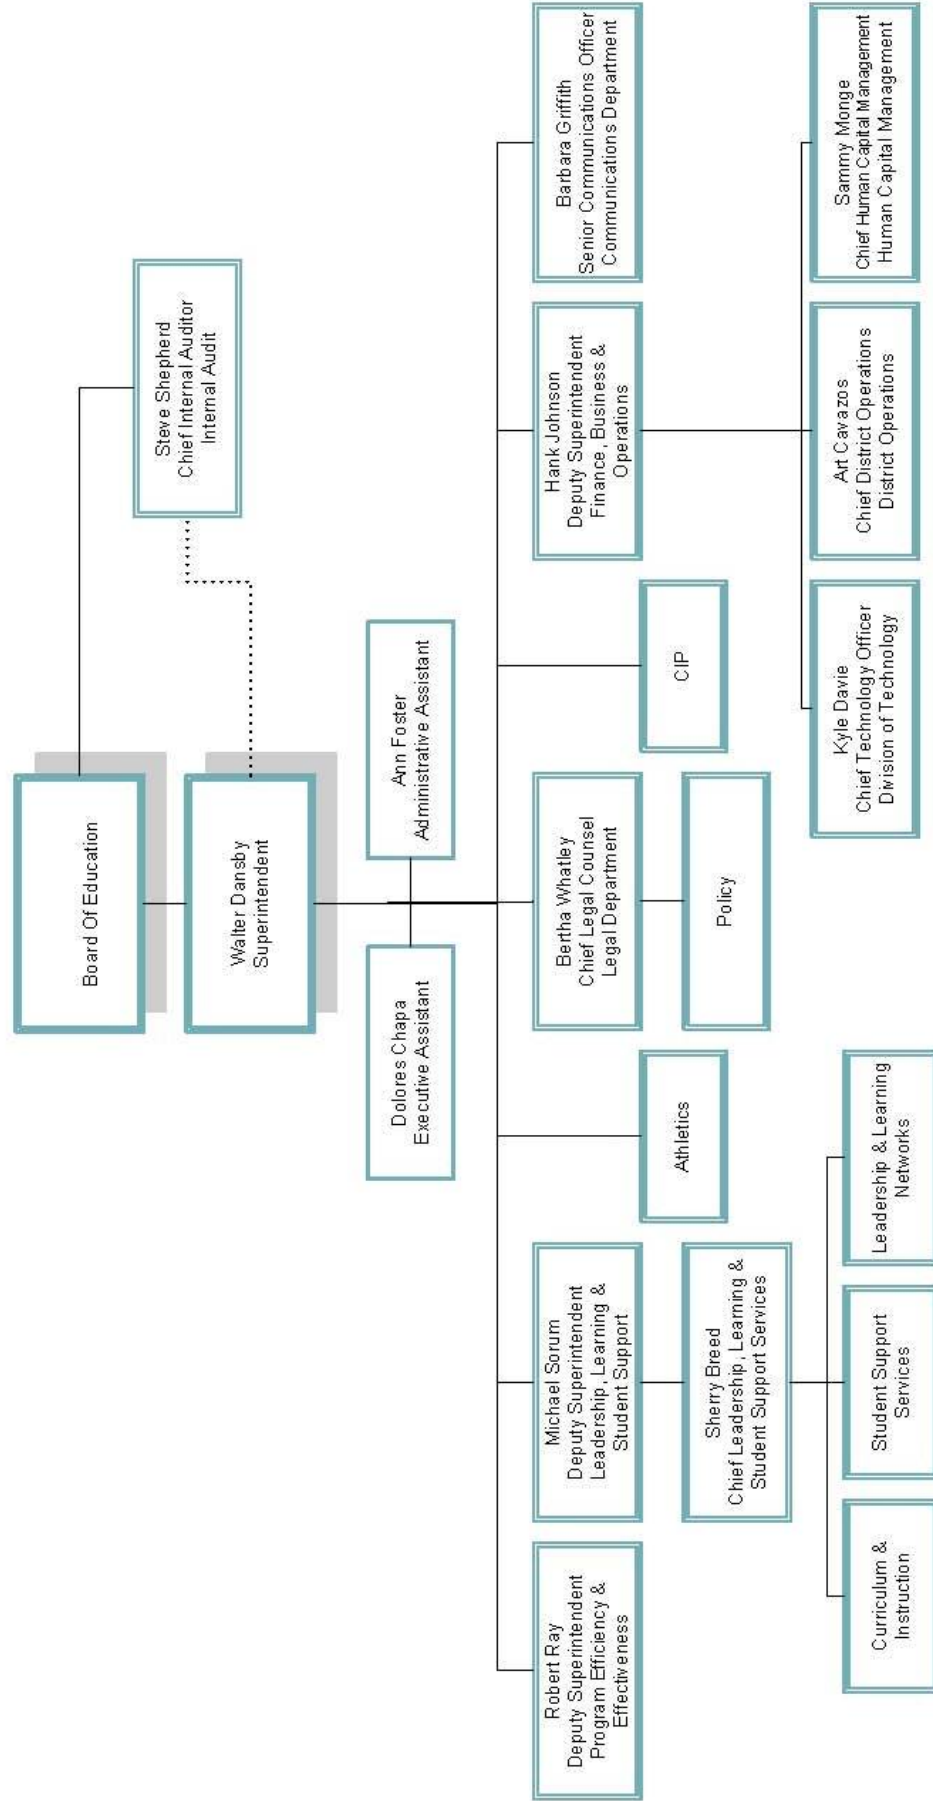 Board Of Education
Steve Shepherd
Chief Internal Auditor
Internal Audit
Walter Dansby
Superintendent
Dolores Chapa
Executive Assistant
Ann Foster
Administrative Assistant
Robert Ray
Deputy Superintendent
Program Efficiency &
Effectiveness
Michael Sorum
Deputy Superintendent
Leadership, Learning &
Student Support
Athletics
Bertha Whatley
Chief Legal Counsel
Legal Department
CIP
Hank Johnson
Deputy Superintendent
Finance, Business &
Operations
Barbara Griffith
Senior Communications Officer
Communications Department
Sherry Breed
Chief Leadership, Learning &
Student Support Services
Policy
Curriculum &
Instruction
Student Support
Services
Leadership & Learning
Networks
Kyle Davie
Chief Technology Officer
Division of Technology
Art Cavazos
Chief District Operations
District Operations
Sammy Monge
Chief Human Capital Management
Human Capital Management